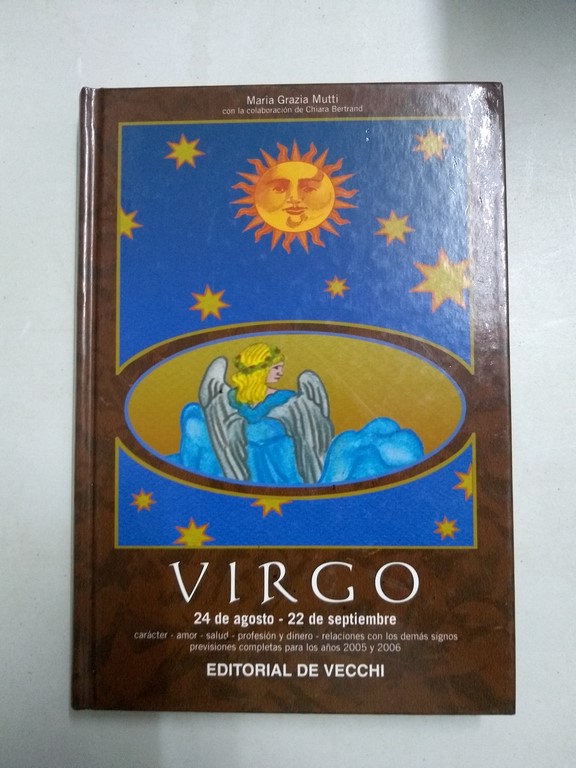 Maria Grazia Mutti
con la colaboración de Chiara Bertrand
VIRGO
24 de agosto - 22 de septiembre
carácter - amor - salud - profesión y dinero - relaciones con los demás signos
previsiones completas para los años 2005 y 2006
EDITORIAL DE VECCHI